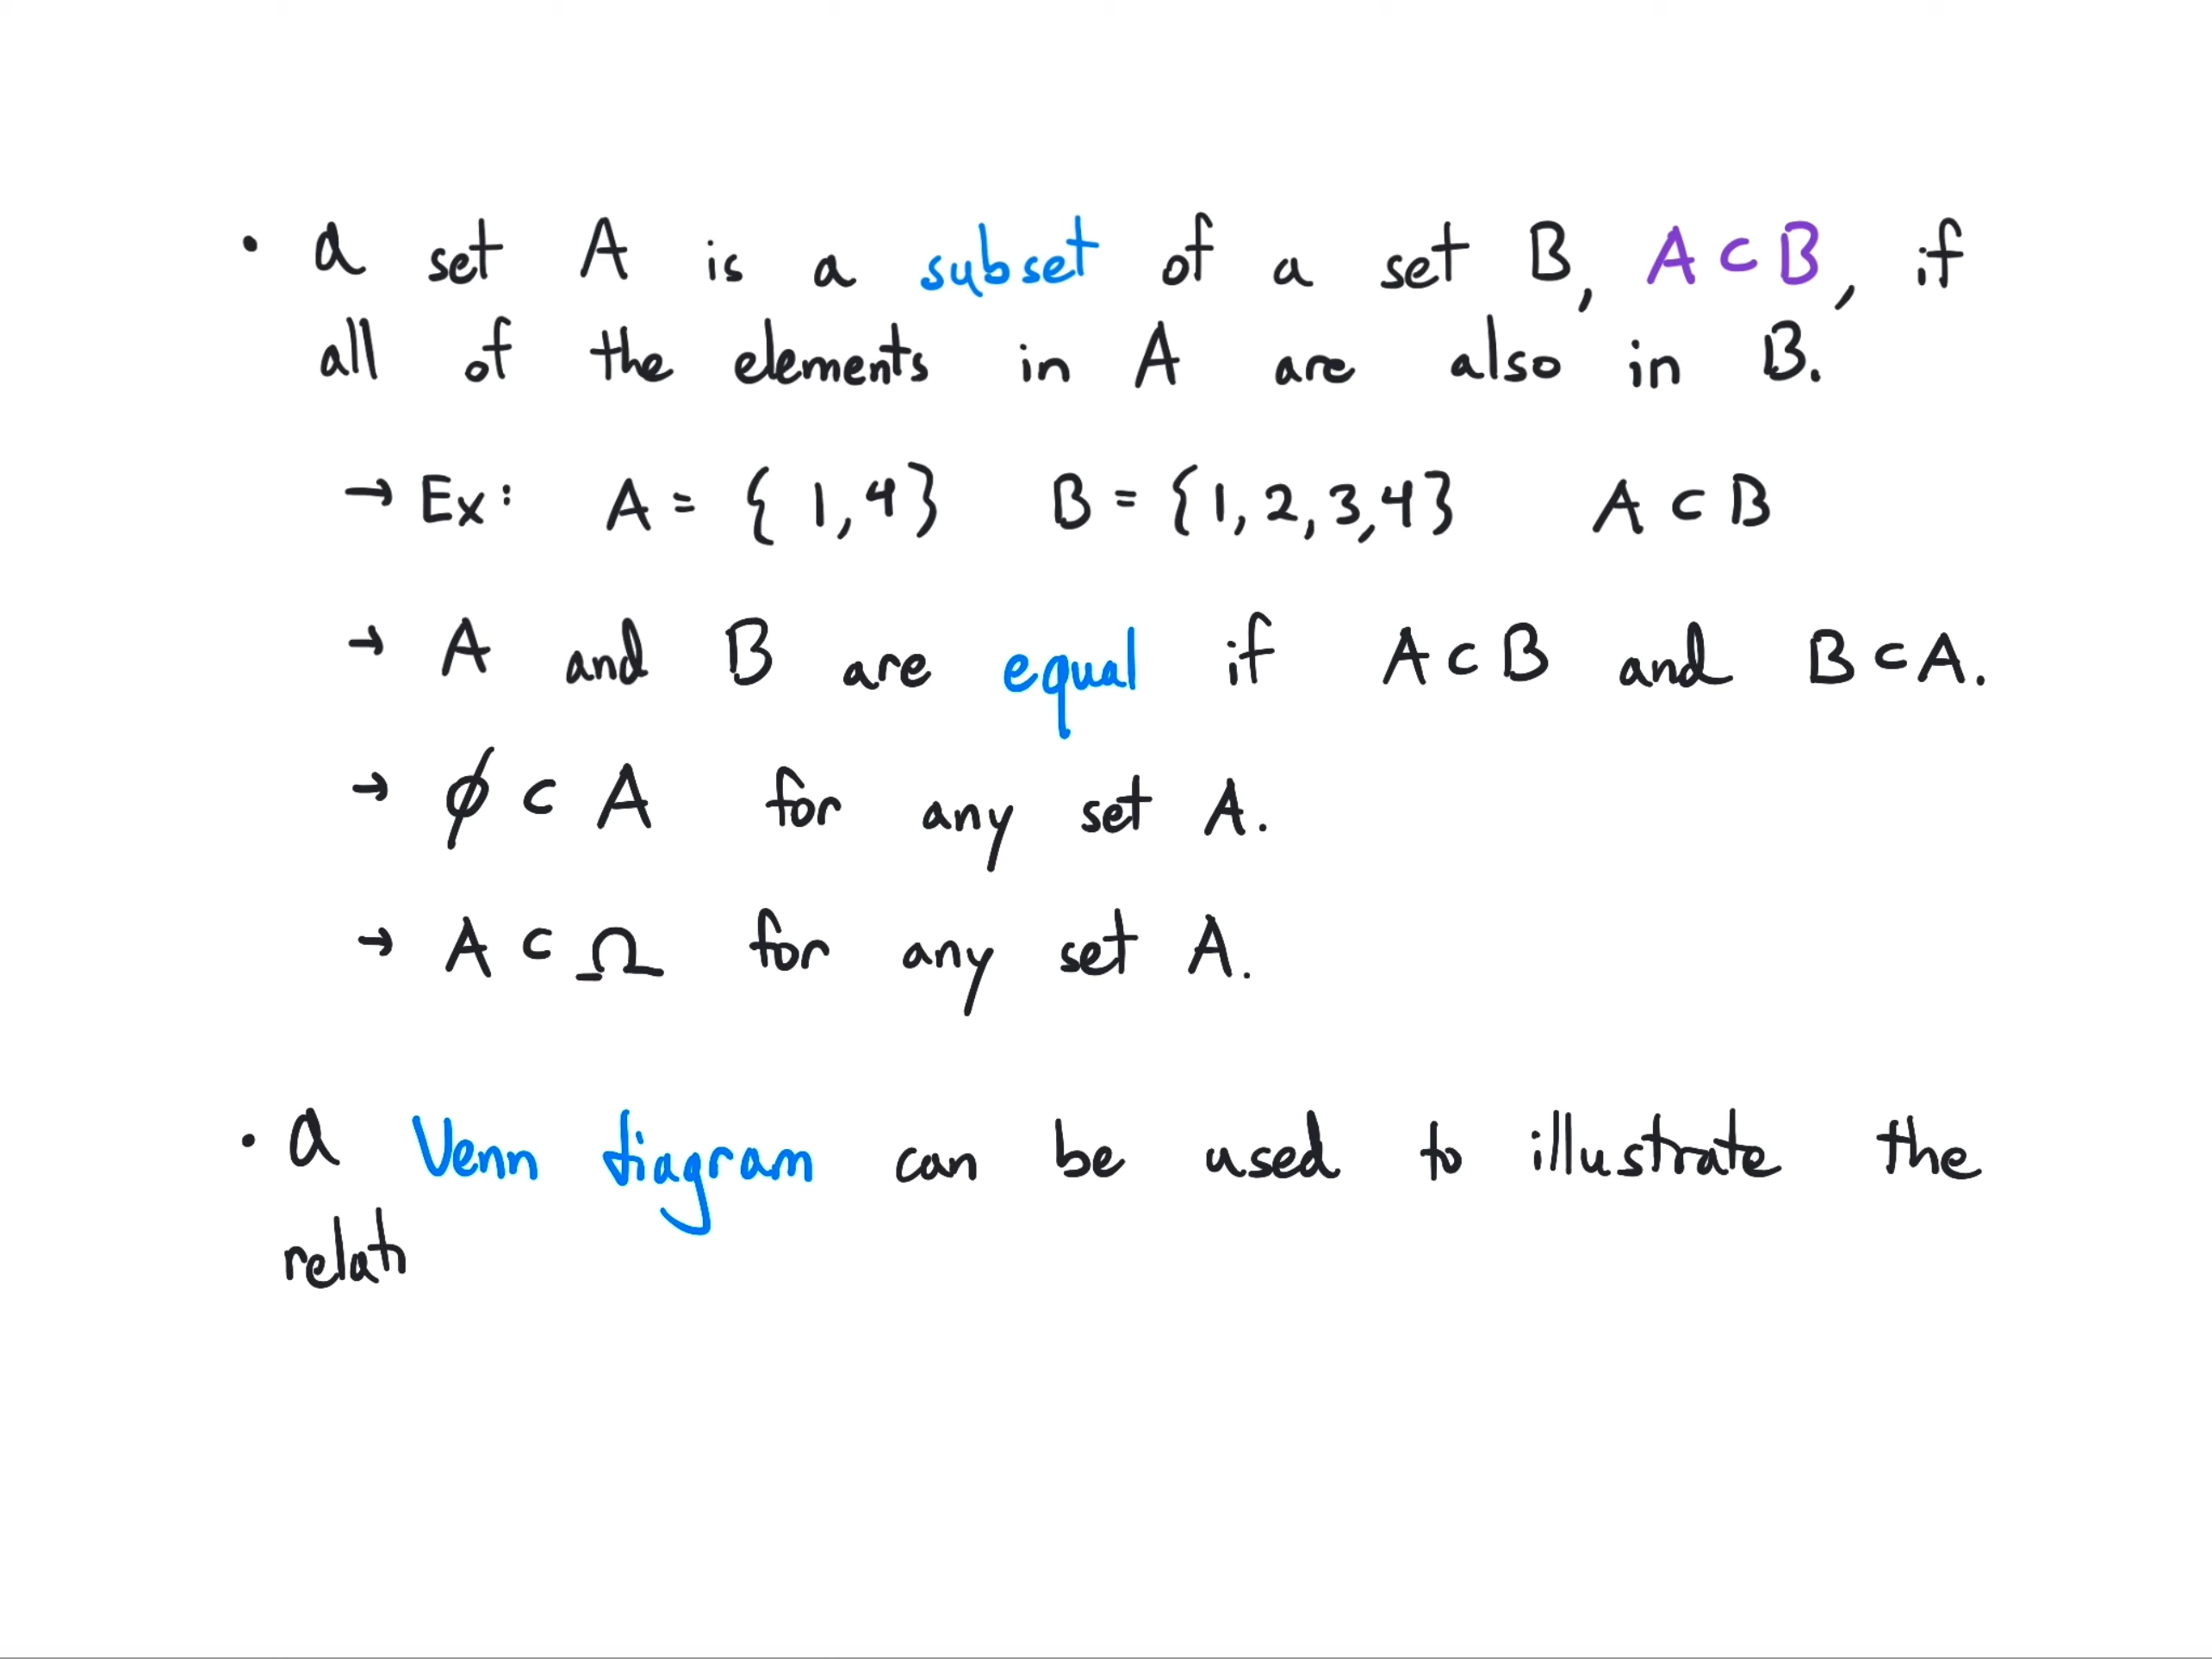 • a set A is a subset of a set B, A ⊂ B, if
all of the elements in A are also in B.
→ Ex: A = { 1, 4 } B = {1, 2, 3, 4} A ⊂ B
→ A and B are equal if A ⊂ B and B ⊂ A.
→ ∅ ⊂ A for any set A.
→ A ⊂ Ω for any set A.
• a Venn diagram can be used to illustrate the
relati